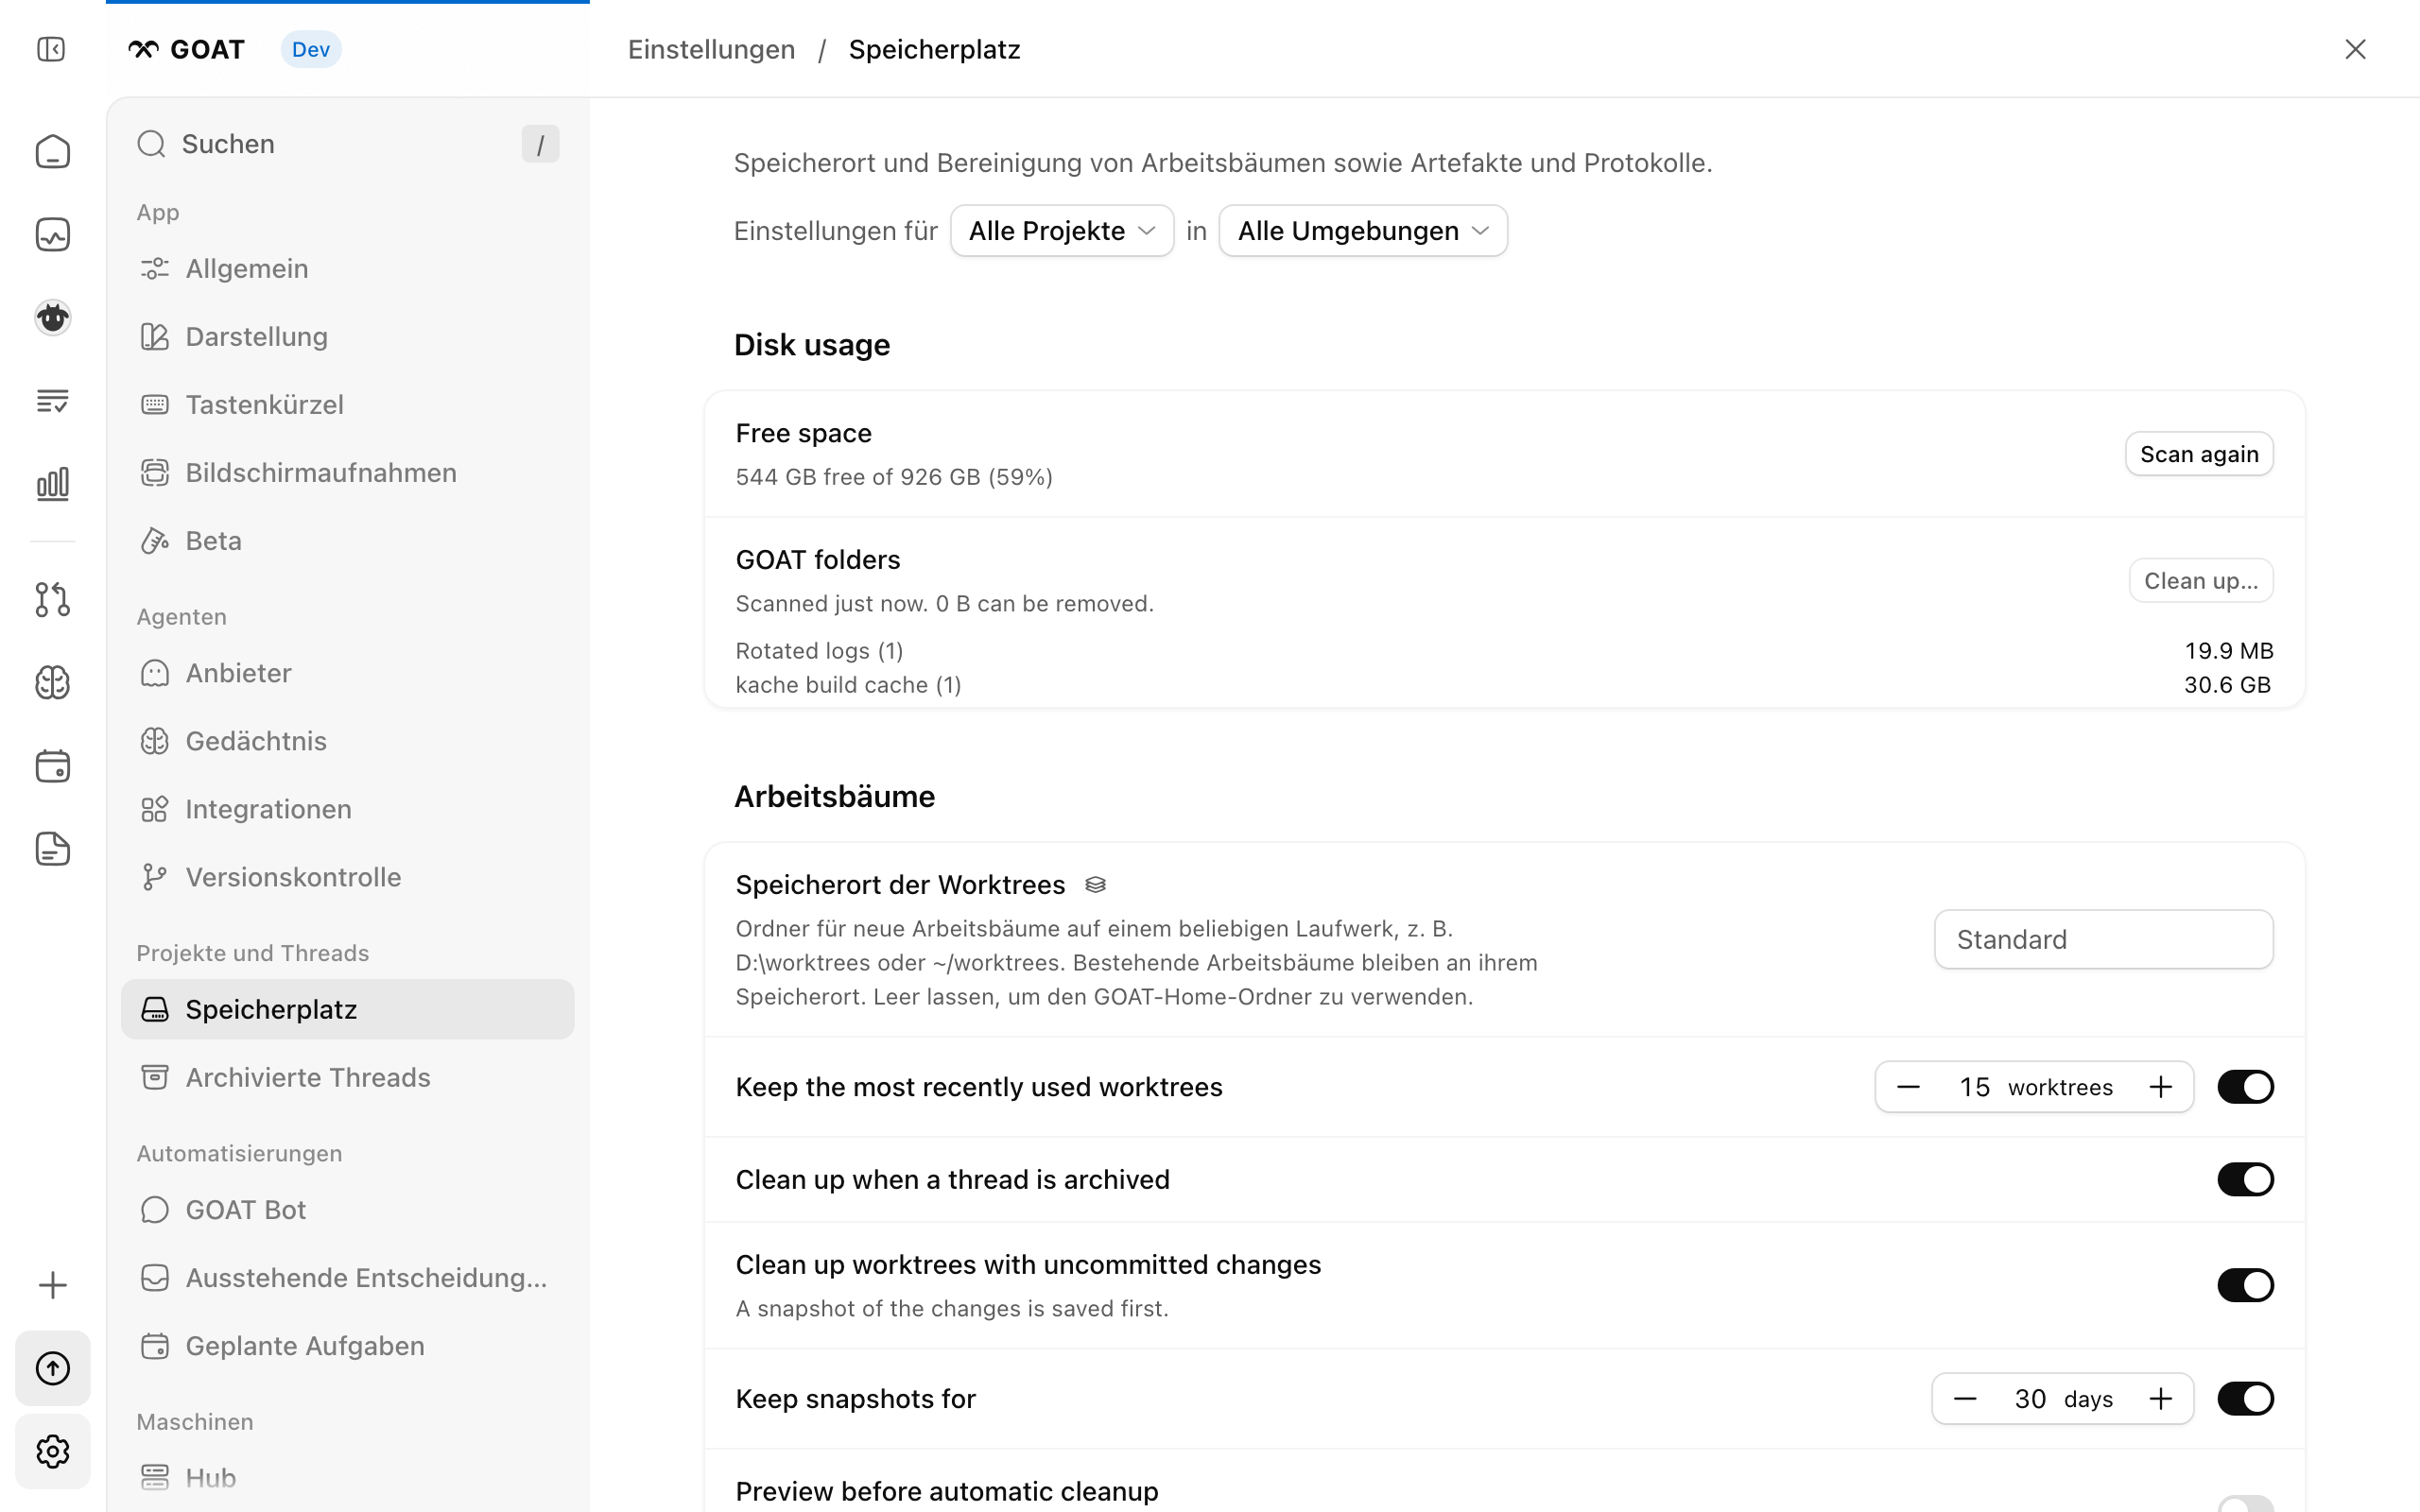 GOAT Dev
Einstellungen / Speicherplatz
Suchen /
App
Allgemein
Darstellung
Tastenkürzel
Bildschirmaufnahmen
Beta
Agenten
Anbieter
Gedächtnis
Integrationen
Versionskontrolle
Projekte und Threads
Speicherplatz
Archivierte Threads
Automatisierungen
GOAT Bot
Ausstehende Entscheidung...
Geplante Aufgaben
Maschinen
Hub
Speicherort und Bereinigung von Arbeitsbäumen sowie Artefakte und Protokolle.
Einstellungen für Alle Projekte in Alle Umgebungen
Disk usage
Free space
544 GB free of 926 GB (59%)
Scan again
GOAT folders
Scanned just now. 0 B can be removed.
Clean up...
Rotated logs (1) 19.9 MB
kache build cache (1) 30.6 GB
Arbeitsbäume
Speicherort der Worktrees
Ordner für neue Arbeitsbäume auf einem beliebigen Laufwerk, z. B.
D:\worktrees oder ~/worktrees. Bestehende Arbeitsbäume bleiben an ihrem
Speicherort. Leer lassen, um den GOAT-Home-Ordner zu verwenden.
Standard
Keep the most recently used worktrees 15 worktrees
Clean up when a thread is archived
Clean up worktrees with uncommitted changes
A snapshot of the changes is saved first.
Keep snapshots for 30 days
Preview before automatic cleanup